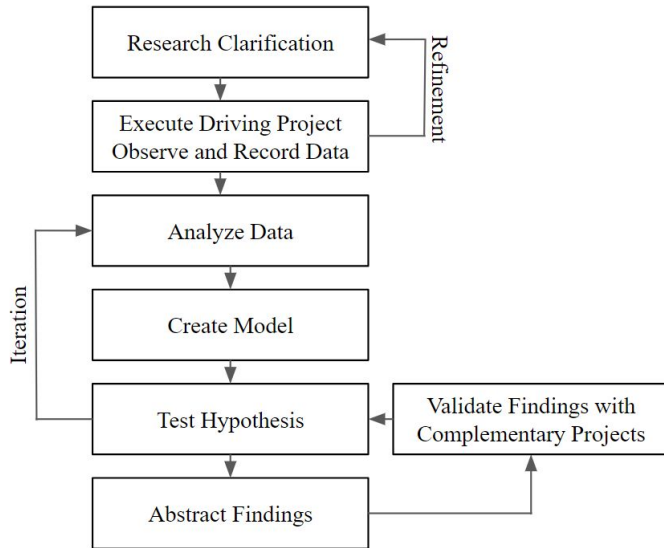 Research Clarification
Refinement
Execute Driving Project
Observe and Record Data
Analyze Data
Iteration
Create Model
Test Hypothesis
Validate Findings with
Complementary Projects
Abstract Findings